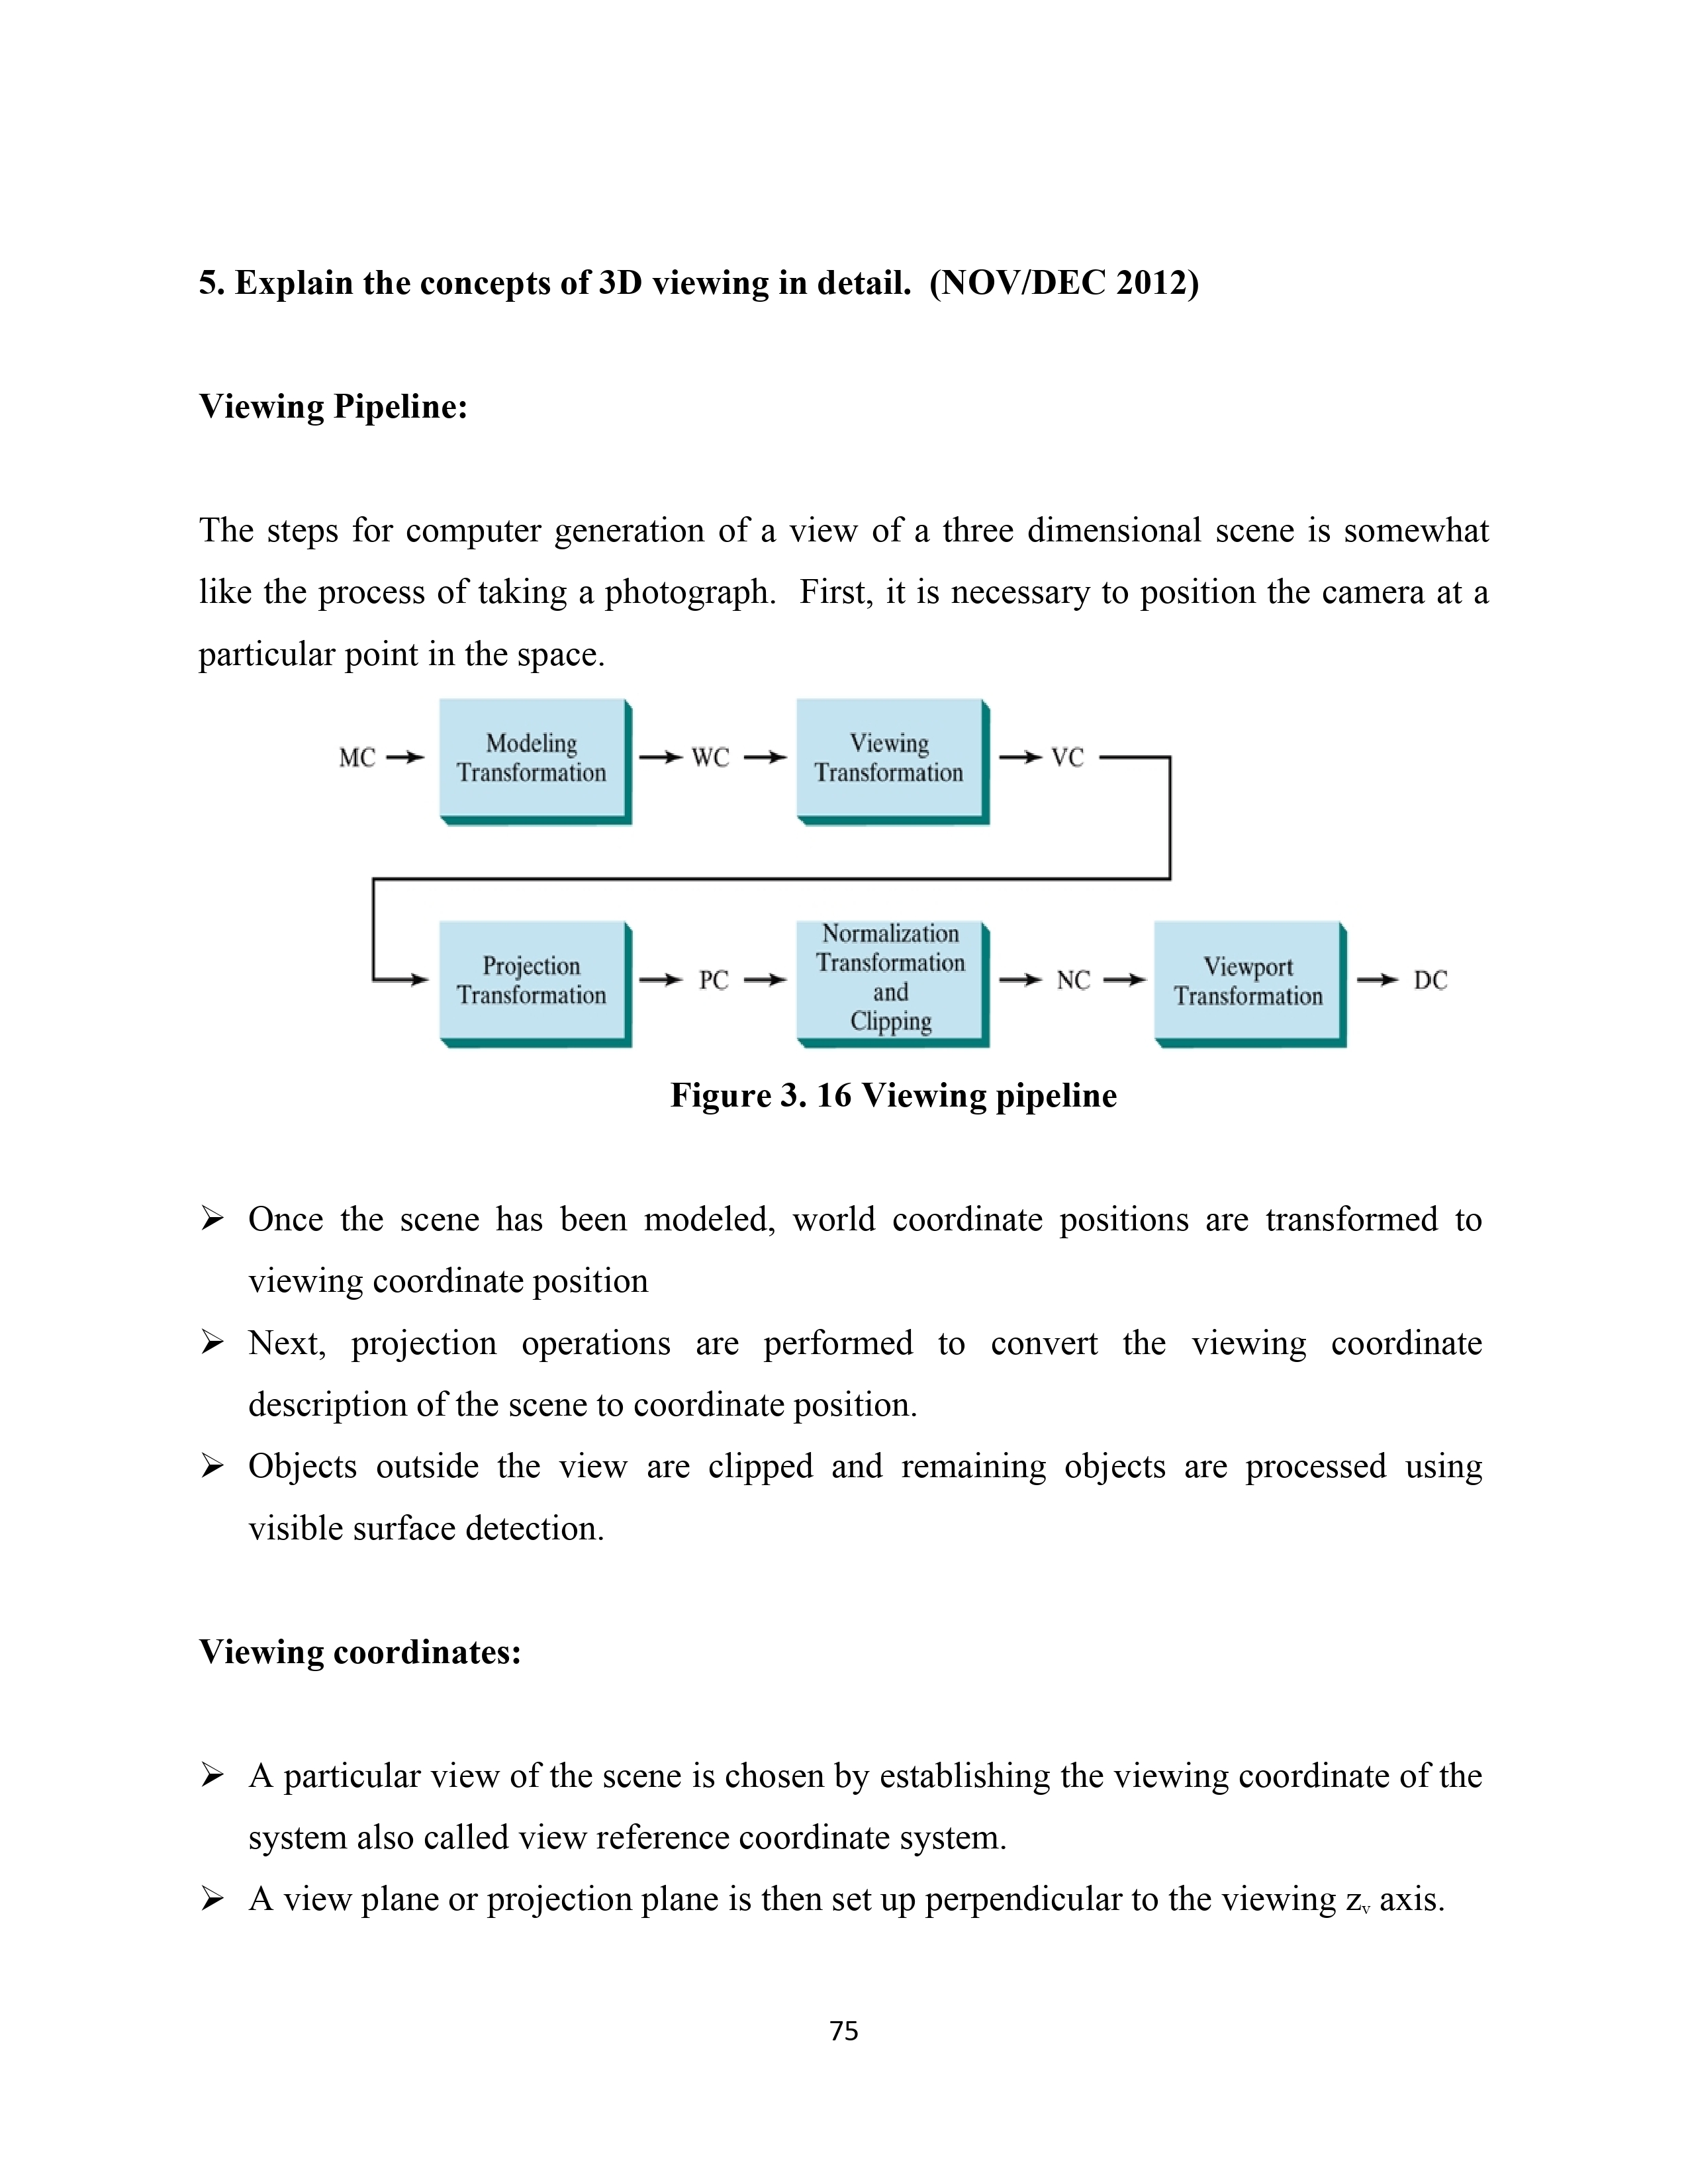 5. Explain the concepts of 3D viewing in detail.  (NOV/DEC 2012)
Viewing Pipeline:
The steps for computer generation of a view of a three dimensional scene is somewhat
like the process of taking a photograph.  First, it is necessary to position the camera at a
particular point in the space.
MC → Modeling Transformation → WC → Viewing Transformation → VC
Projection Transformation → PC → Normalization Transformation and Clipping → NC → Viewport Transformation → DC
Figure 3. 16 Viewing pipeline
➢ Once the scene has been modeled, world coordinate positions are transformed to
viewing coordinate position
➢ Next, projection operations are performed to convert the viewing coordinate
description of the scene to coordinate position.
➢ Objects outside the view are clipped and remaining objects are processed using
visible surface detection.
Viewing coordinates:
➢ A particular view of the scene is chosen by establishing the viewing coordinate of the
system also called view reference coordinate system.
➢ A view plane or projection plane is then set up perpendicular to the viewing zᵥ axis.
75